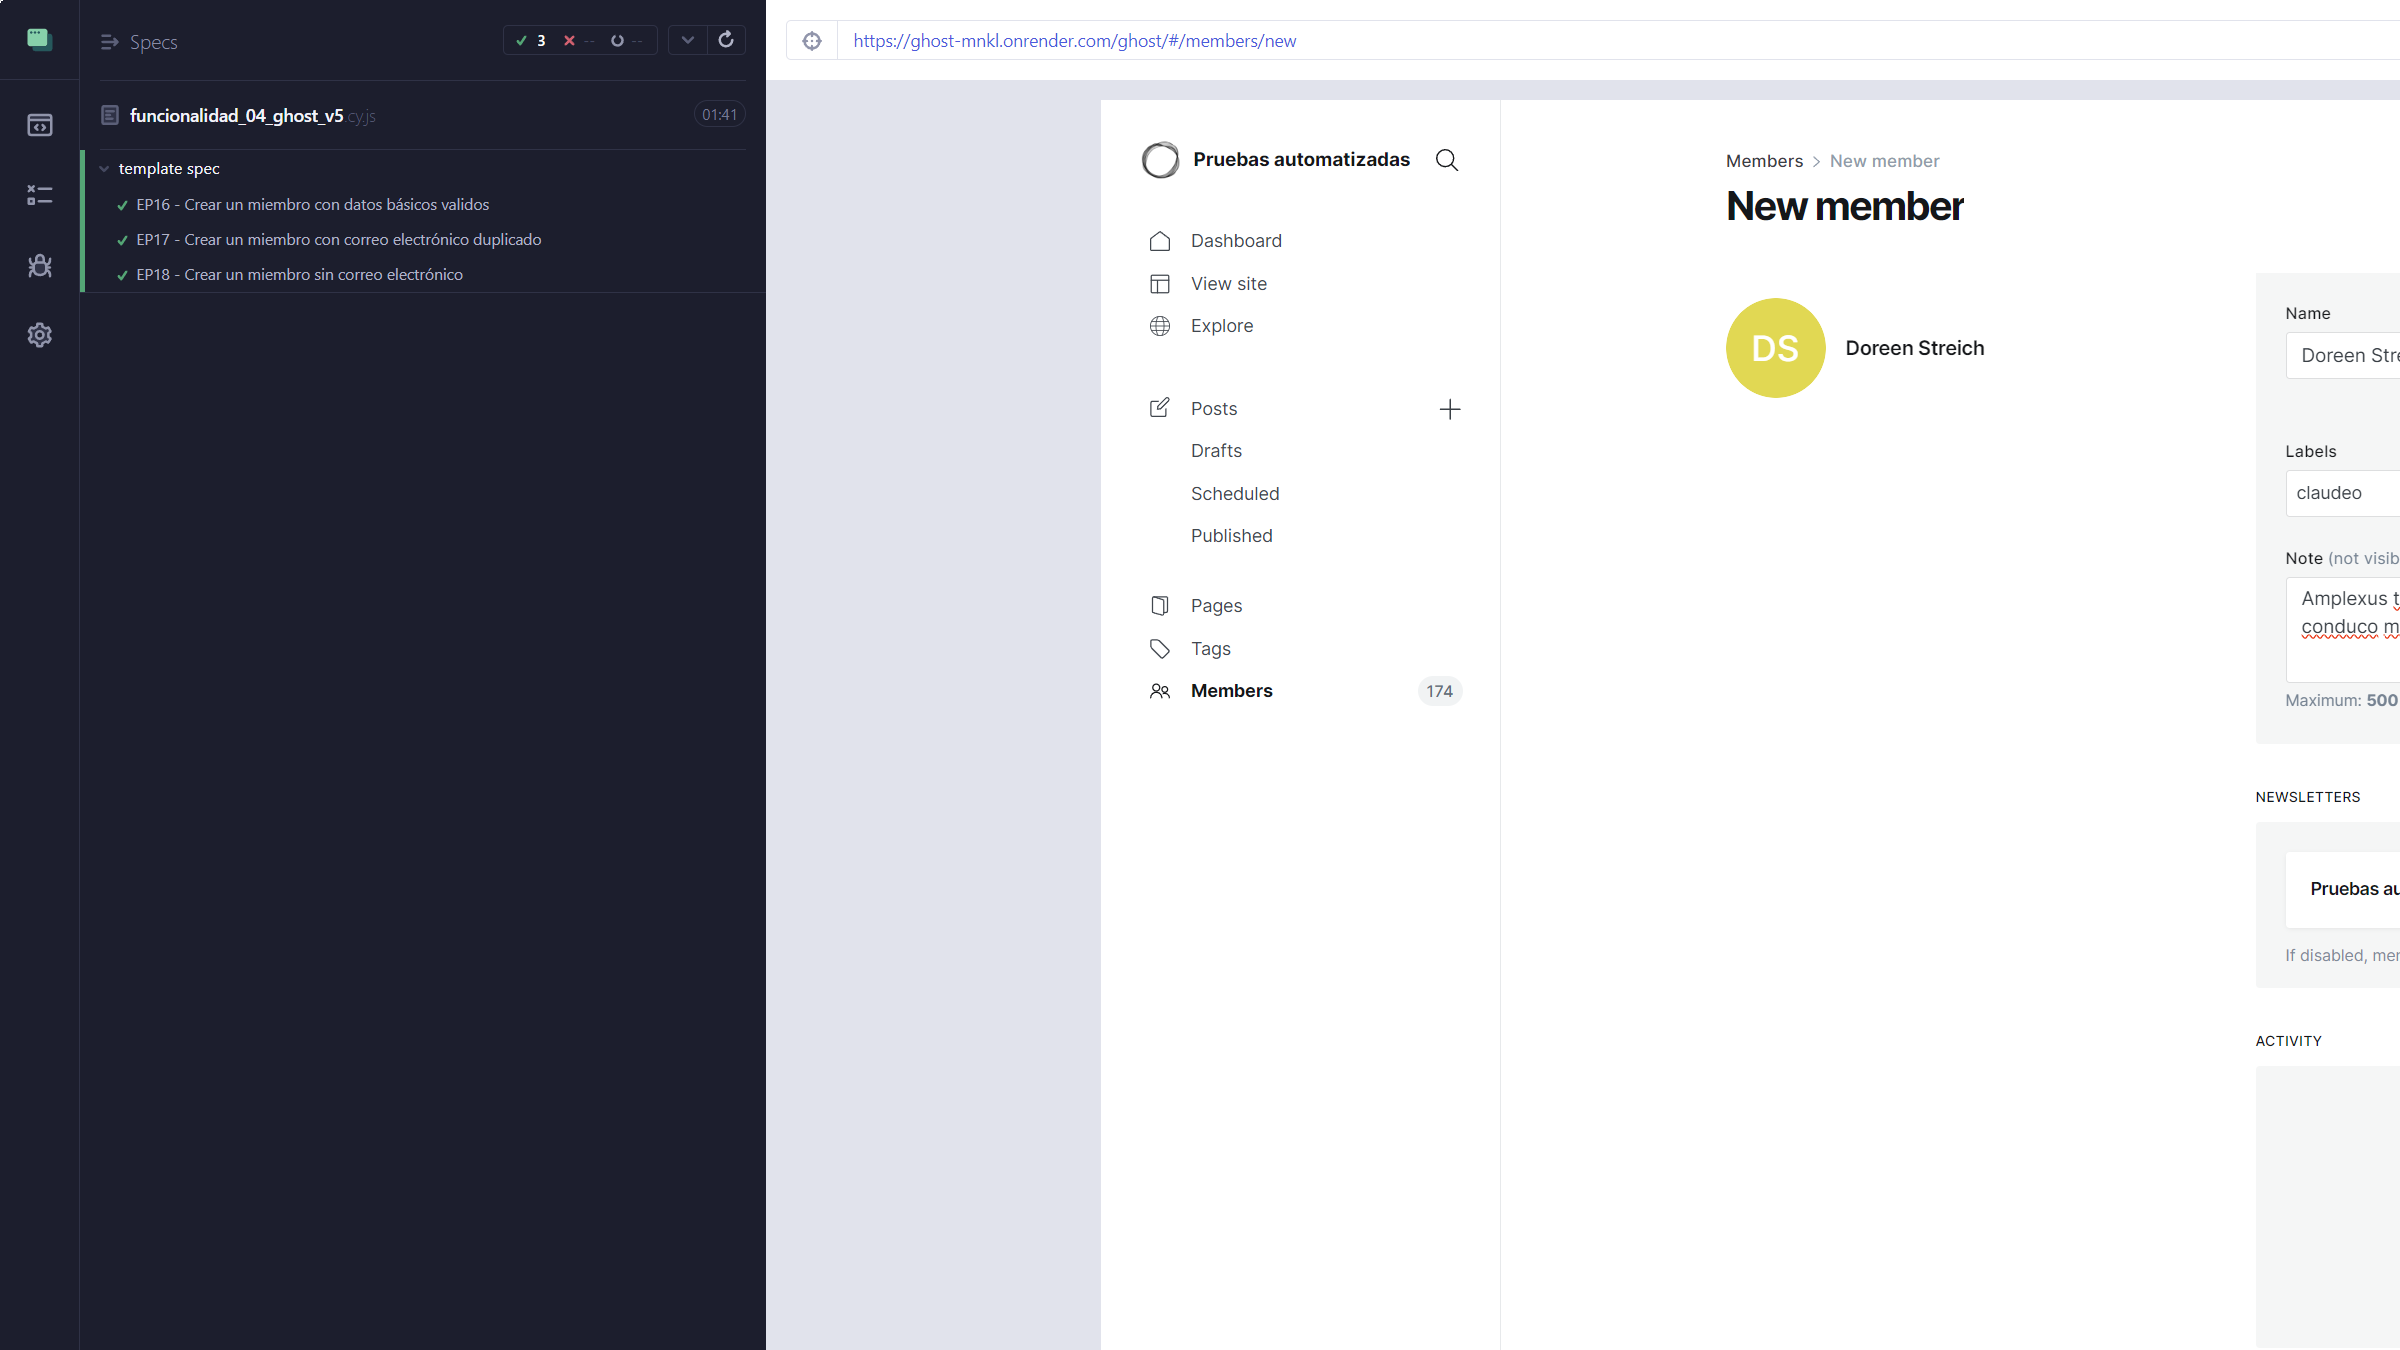 Specs
3 -- --
funcionalidad_04_ghost_v5.cy.js 01:41
template spec
EP16 - Crear un miembro con datos básicos validos
EP17 - Crear un miembro con correo electrónico duplicado
EP18 - Crear un miembro sin correo electrónico
https://ghost-mnkl.onrender.com/ghost/#/members/new
Pruebas automatizadas
Dashboard
View site
Explore
Posts
Drafts
Scheduled
Published
Pages
Tags
Members 174
Members > New member
New member
DS Doreen Streich
Name
Doreen Stre
Labels
claudeo
Note (not visib
Amplexus t
conduco m
Maximum: 500
NEWSLETTERS
Pruebas au
If disabled, mer
ACTIVITY